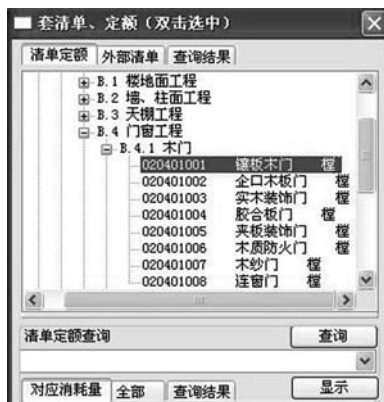 套清单、定额（双击选中）
清单定额 外部清单 查询结果
B.1 楼地面工程
B.2 墙、柱面工程
B.3 天棚工程
B.4 门窗工程
B.4.1 木门
020401001 镶板木门 樘
020401002 企口木板门 樘
020401003 实木装饰门 樘
020401004 胶合板门 樘
020401005 夹板装饰门 樘
020401006 木质防火门 樘
020401007 木纱门 樘
020401008 连窗门 樘
清单定额查询 查询
对应消耗量 全部 查询结果 显示